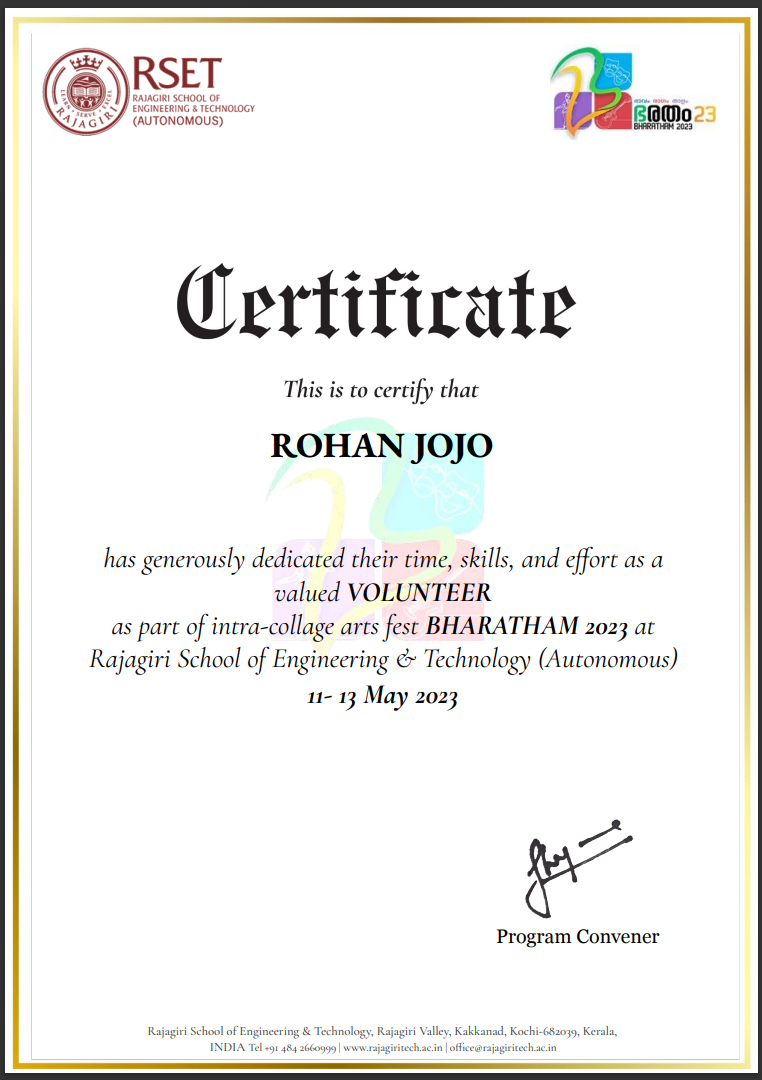 RSET
RAJAGIRI SCHOOL OF
ENGINEERING & TECHNOLOGY
(AUTONOMOUS)
LEARN • SERVE • EXCEL
RAJAGIRI
ഭാവം രാഗം താളം
ഭരതം 23
BHARATHAM 2023
Certificate
This is to certify that
ROHAN JOJO
has generously dedicated their time, skills, and effort as a
valued VOLUNTEER
as part of intra-collage arts fest BHARATHAM 2023 at
Rajagiri School of Engineering & Technology (Autonomous)
11- 13 May 2023
Program Convener
Rajagiri School of Engineering & Technology, Rajagiri Valley, Kakkanad, Kochi-682039, Kerala,
INDIA Tel +91 484 2660999 | www.rajagiritech.ac.in | office@rajagiritech.ac.in